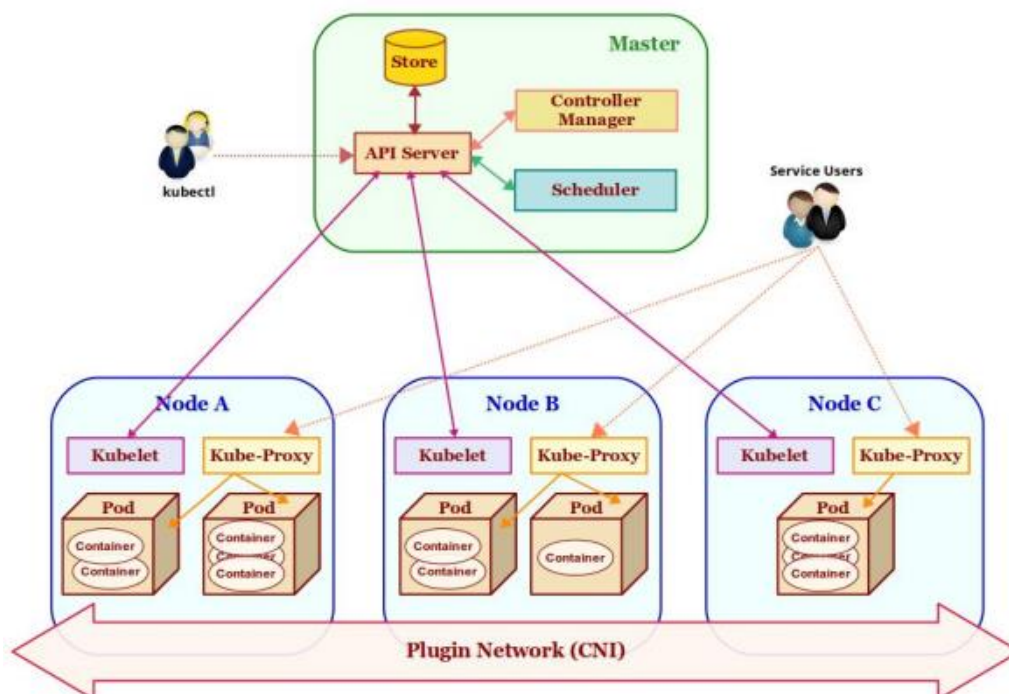 Master
Store
Controller
Manager
API Server
Scheduler
kubectl
Service Users
Node A
Kubelet
Kube-Proxy
Pod
Container
Container
Pod
Container
Container
Container
Node B
Kubelet
Kube-Proxy
Pod
Container
Container
Pod
Container
Node C
Kubelet
Kube-Proxy
Pod
Container
Container
Container
Plugin Network (CNI)